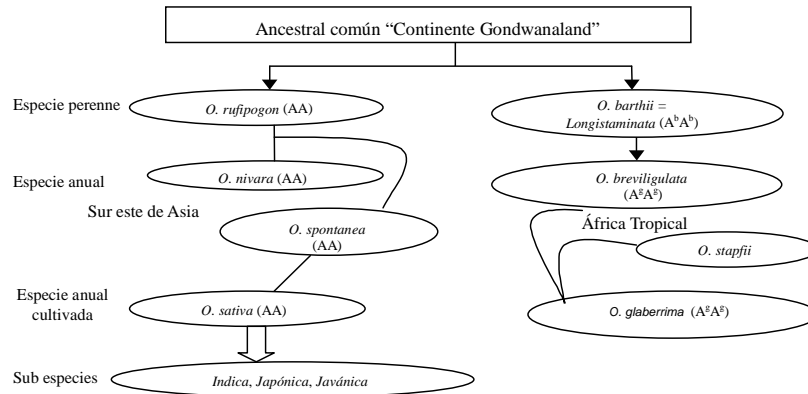 Ancestral común “Continente Gondwanaland”
Especie perenne
O. rufipogon (AA)
O. barthii =
Longistaminata (AᵇAᵇ)
Especie anual
O. nivara (AA)
O. breviligulata
(AᵍAᵍ)
Sur este de Asia
O. spontanea
(AA)
África Tropical
O. stapfii
Especie anual
cultivada
O. sativa (AA)
O. glaberrima (AᵍAᵍ)
Sub especies
Indica, Japónica, Javánica